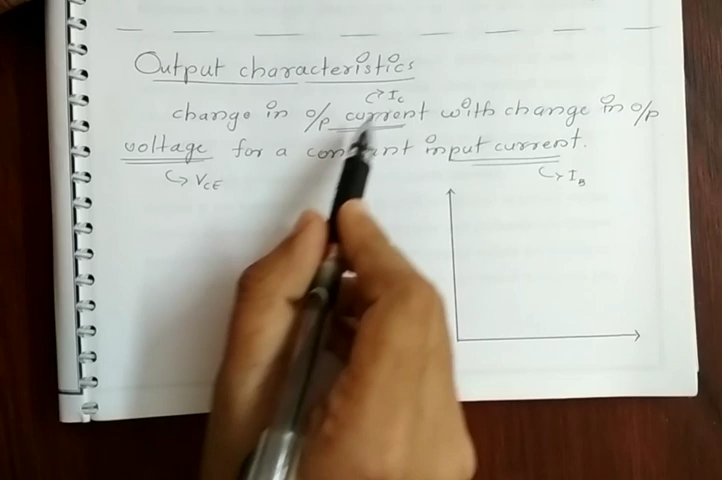 Output characteristics
↱ IC
change in o/p current with change in o/p
voltage for a constant input current.
↳ VCE
↳ IB